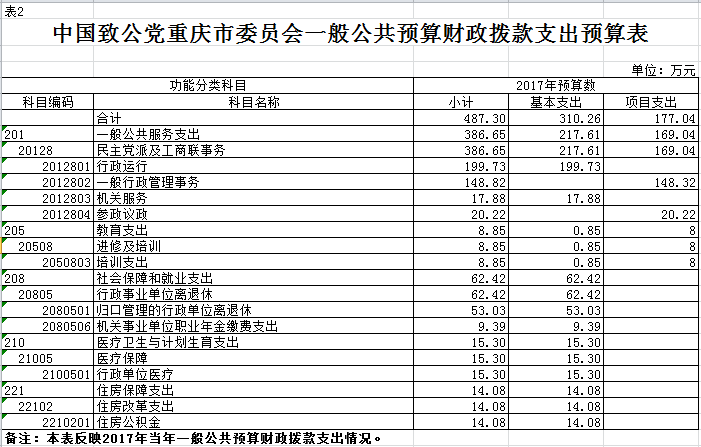 表2
中国致公党重庆市委员会一般公共预算财政拨款支出预算表
单位：万元
功能分类科目 2017年预算数
科目编码 科目名称 小计 基本支出 项目支出
合计 487.30 310.26 177.04
201 一般公共服务支出 386.65 217.61 169.04
20128 民主党派及工商联事务 386.65 217.61 169.04
2012801 行政运行 199.73 199.73
2012802 一般行政管理事务 148.82 148.32
2012803 机关服务 17.88 17.88
2012804 参政议政 20.22 20.22
205 教育支出 8.85 0.85 8
20508 进修及培训 8.85 0.85 8
2050803 培训支出 8.85 0.85 8
208 社会保障和就业支出 62.42 62.42
20805 行政事业单位离退休 62.42 62.42
2080501 归口管理的行政单位离退休 53.03 53.03
2080506 机关事业单位职业年金缴费支出 9.39 9.39
210 医疗卫生与计划生育支出 15.30 15.30
21005 医疗保障 15.30 15.30
2100501 行政单位医疗 15.30 15.30
221 住房保障支出 14.08 14.08
22102 住房改革支出 14.08 14.08
2210201 住房公积金 14.08 14.08
备注：本表反映2017年当年一般公共预算财政拨款支出情况。